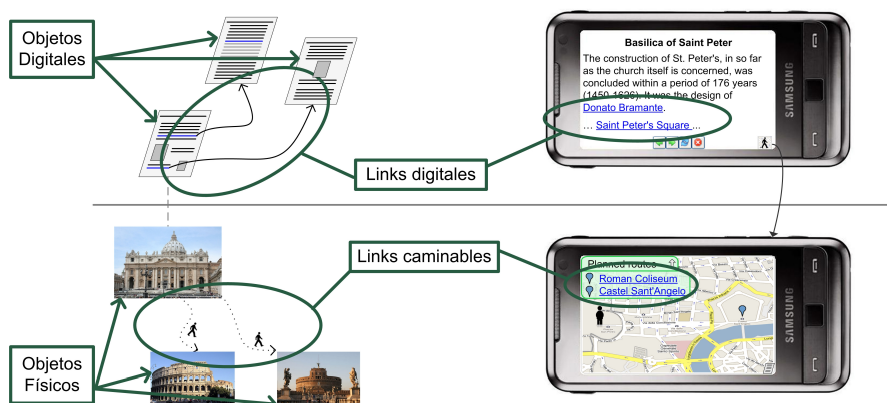 Objetos
Digitales
Basilica of Saint Peter
The construction of St. Peter's, in so far
as the church itself is concerned, was
concluded within a period of 176 years
(1450-1626). It was the design of
Donato Bramante.
... Saint Peter's Square ...
SAMSUNG
Links digitales
Links caminables
Planned routes
Roman Coliseum
Castel Sant'Angelo
SAMSUNG
Objetos
Físicos